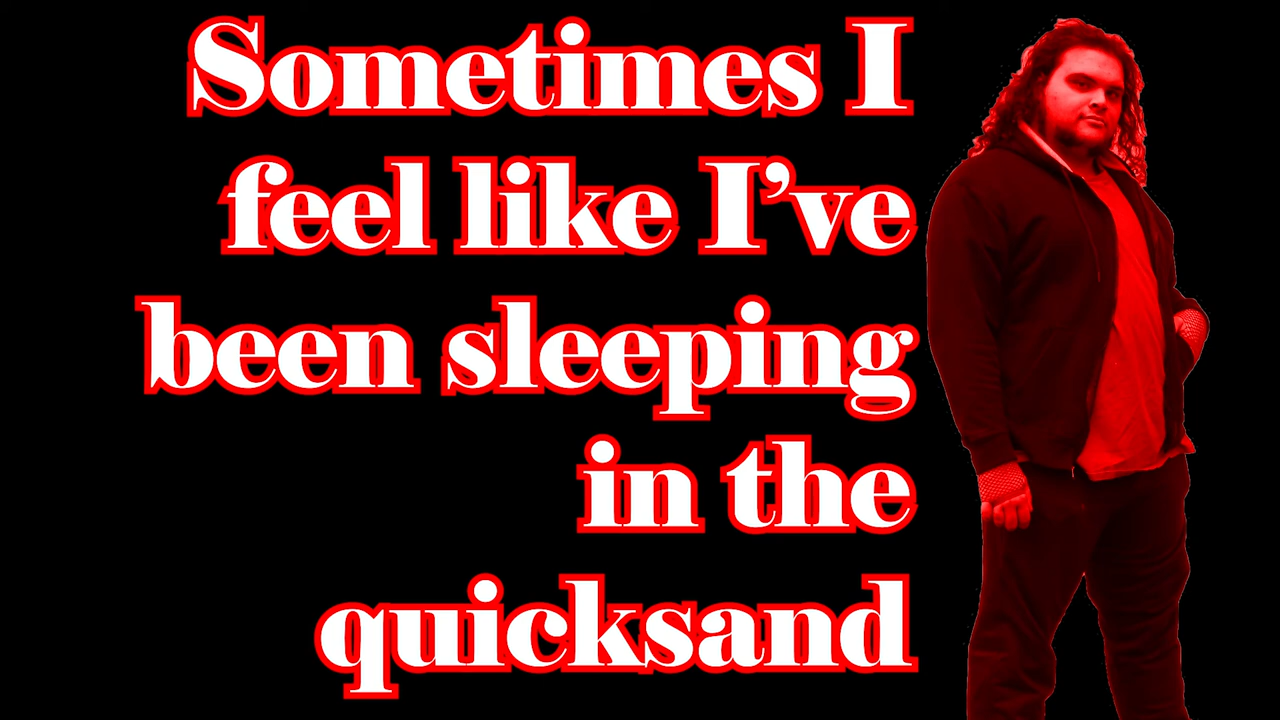 Sometimes I
feel like I’ve
been sleeping
in the
quicksand